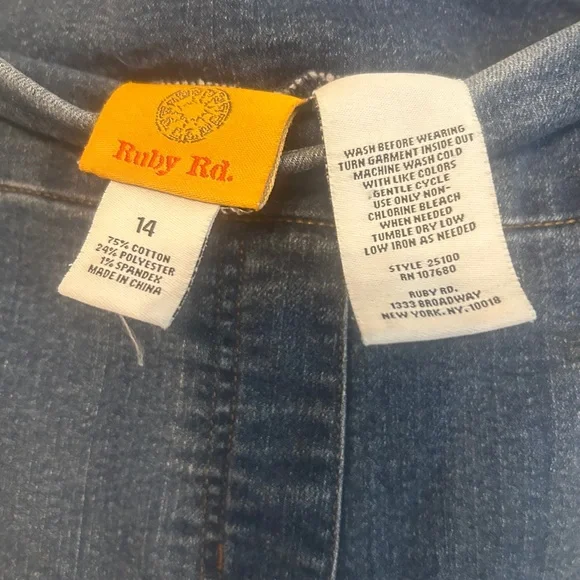 Ruby Rd.
14
75% COTTON
24% POLYESTER
1% SPANDEX
MADE IN CHINA
WASH BEFORE WEARING
TURN GARMENT INSIDE OUT
MACHINE WASH COLD
WITH LIKE COLORS
GENTLE CYCLE
USE ONLY NON-
CHLORINE BLEACH
WHEN NEEDED
TUMBLE DRY LOW
LOW IRON AS NEEDED
STYLE 25100
RN 107680
RUBY RD.
1333 BROADWAY
NEW YORK, NY. 10018